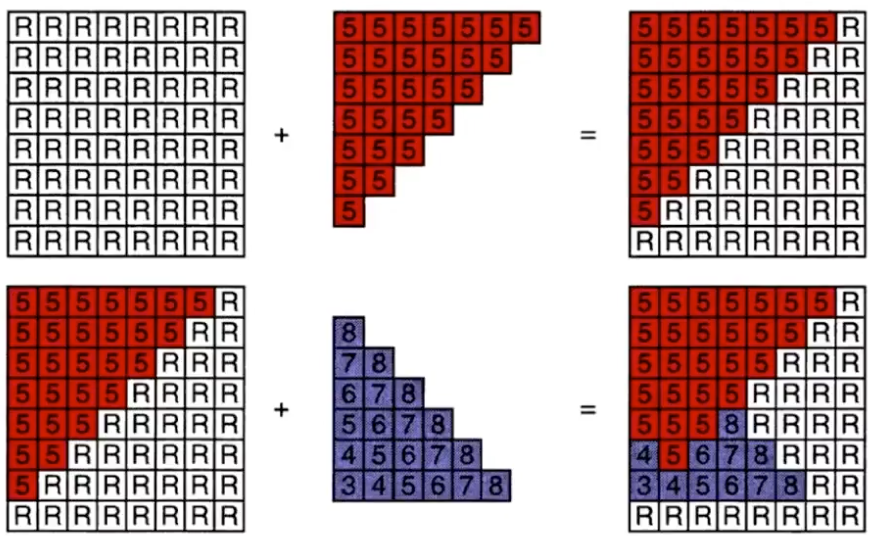 R R R R R R R R
R R R R R R R R
R R R R R R R R
R R R R R R R R
R R R R R R R R
R R R R R R R R
R R R R R R R R
R R R R R R R R
+
5 5 5 5 5 5 5
5 5 5 5 5 5
5 5 5 5 5
5 5 5 5
5 5 5
5 5
5
=
5 5 5 5 5 5 5 R
5 5 5 5 5 5 R R
5 5 5 5 5 R R R
5 5 5 5 R R R R
5 5 5 R R R R R
5 5 R R R R R R
5 R R R R R R R
R R R R R R R R
5 5 5 5 5 5 5 R
5 5 5 5 5 5 R R
5 5 5 5 5 R R R
5 5 5 5 R R R R
5 5 5 R R R R R
5 5 R R R R R R
5 R R R R R R R
R R R R R R R R
+
8
7 8
6 7 8
5 6 7 8
4 5 6 7 8
3 4 5 6 7 8
=
5 5 5 5 5 5 5 R
5 5 5 5 5 5 R R
5 5 5 5 5 R R R
5 5 5 5 R R R R
5 5 5 8 R R R R
4 5 6 7 8 R R R
3 4 5 6 7 8 R R
R R R R R R R R